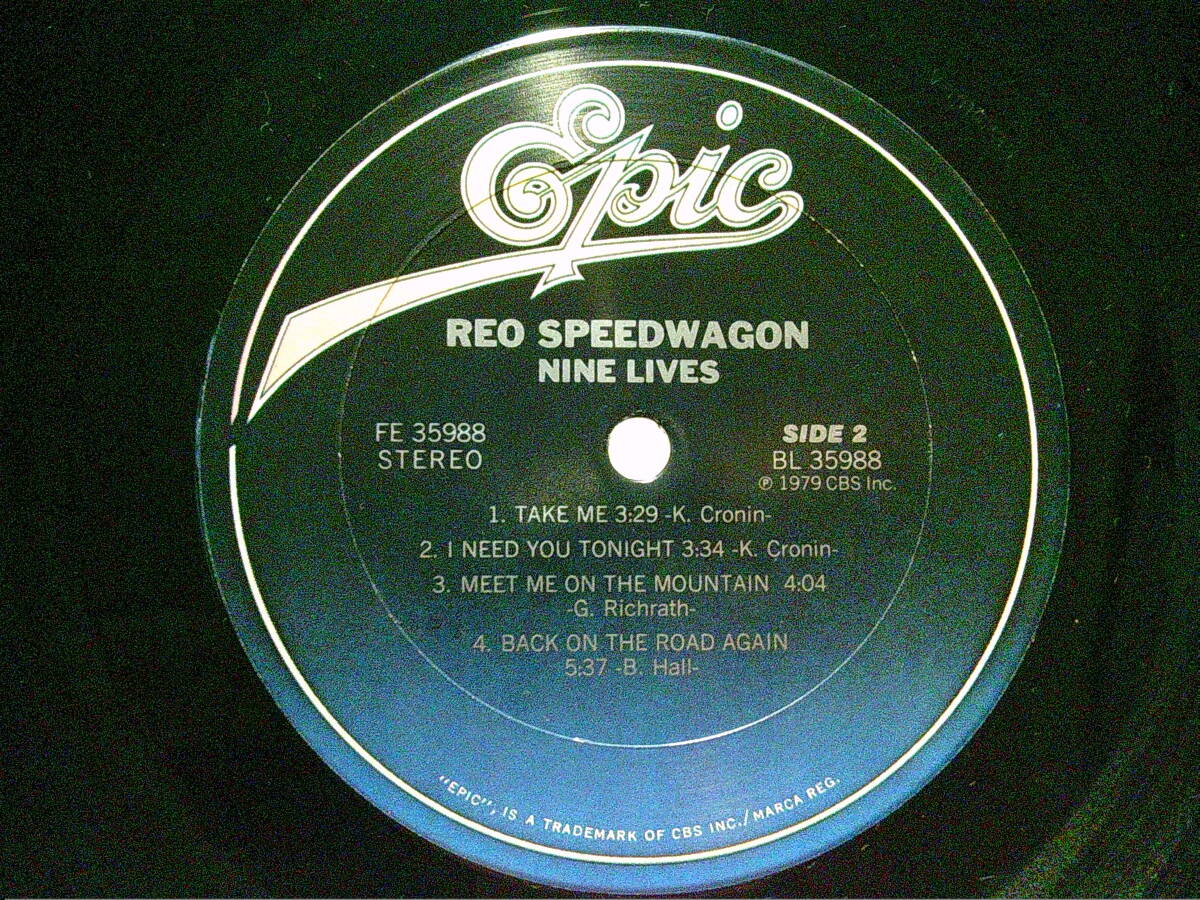 Epic
REO SPEEDWAGON
NINE LIVES
FE 35988
STEREO
SIDE 2
BL 35988
℗ 1979 CBS Inc.
1. TAKE ME 3:29 -K. Cronin-
2. I NEED YOU TONIGHT 3:34 -K. Cronin-
3. MEET ME ON THE MOUNTAIN 4:04
-G. Richrath-
4. BACK ON THE ROAD AGAIN
5:37 -B. Hall-
"EPIC", IS A TRADEMARK OF CBS INC./MARCA REG.